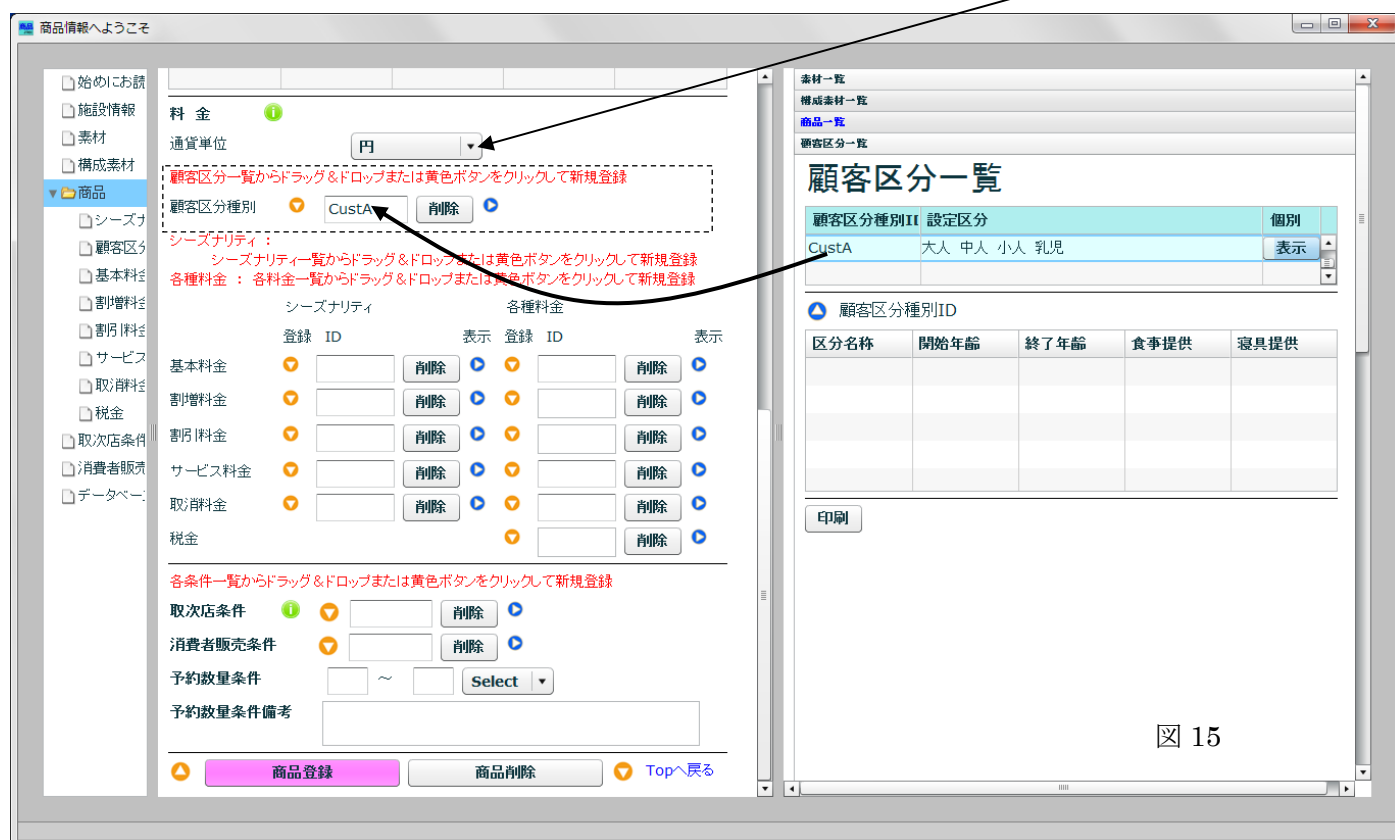 商品情報へようこそ
始めにお読
施設情報
素材
構成素材
商品
シーズナ
顧客区分
基本料金
割増料金
割引料金
サービス
取消料金
税金
取次店条件
消費者販売
データベー
料 金
通貨単位 円
顧客区分一覧からドラッグ&ドロップまたは黄色ボタンをクリックして新規登録
顧客区分種別 CustA 削除
シーズナリティ :
シーズナリティ一覧からドラッグ&ドロップまたは黄色ボタンをクリックして新規登録
各種料金 : 各料金一覧からドラッグ&ドロップまたは黄色ボタンをクリックして新規登録
シーズナリティ 各種料金
登録 ID 表示 登録 ID 表示
基本料金 削除 削除
割増料金 削除 削除
割引料金 削除 削除
サービス料金 削除 削除
取消料金 削除 削除
税金 削除
各条件一覧からドラッグ&ドロップまたは黄色ボタンをクリックして新規登録
取次店条件 削除
消費者販売条件 削除
予約数量条件 ～ Select
予約数量条件備考
商品登録 商品削除 Topへ戻る
素材一覧
構成素材一覧
商品一覧
顧客区分一覧
顧客区分一覧
顧客区分種別II 設定区分 個別
CustA 大人 中人 小人 乳児 表示
顧客区分種別ID
区分名称 開始年齢 終了年齢 食事提供 寝具提供
印刷
図 15